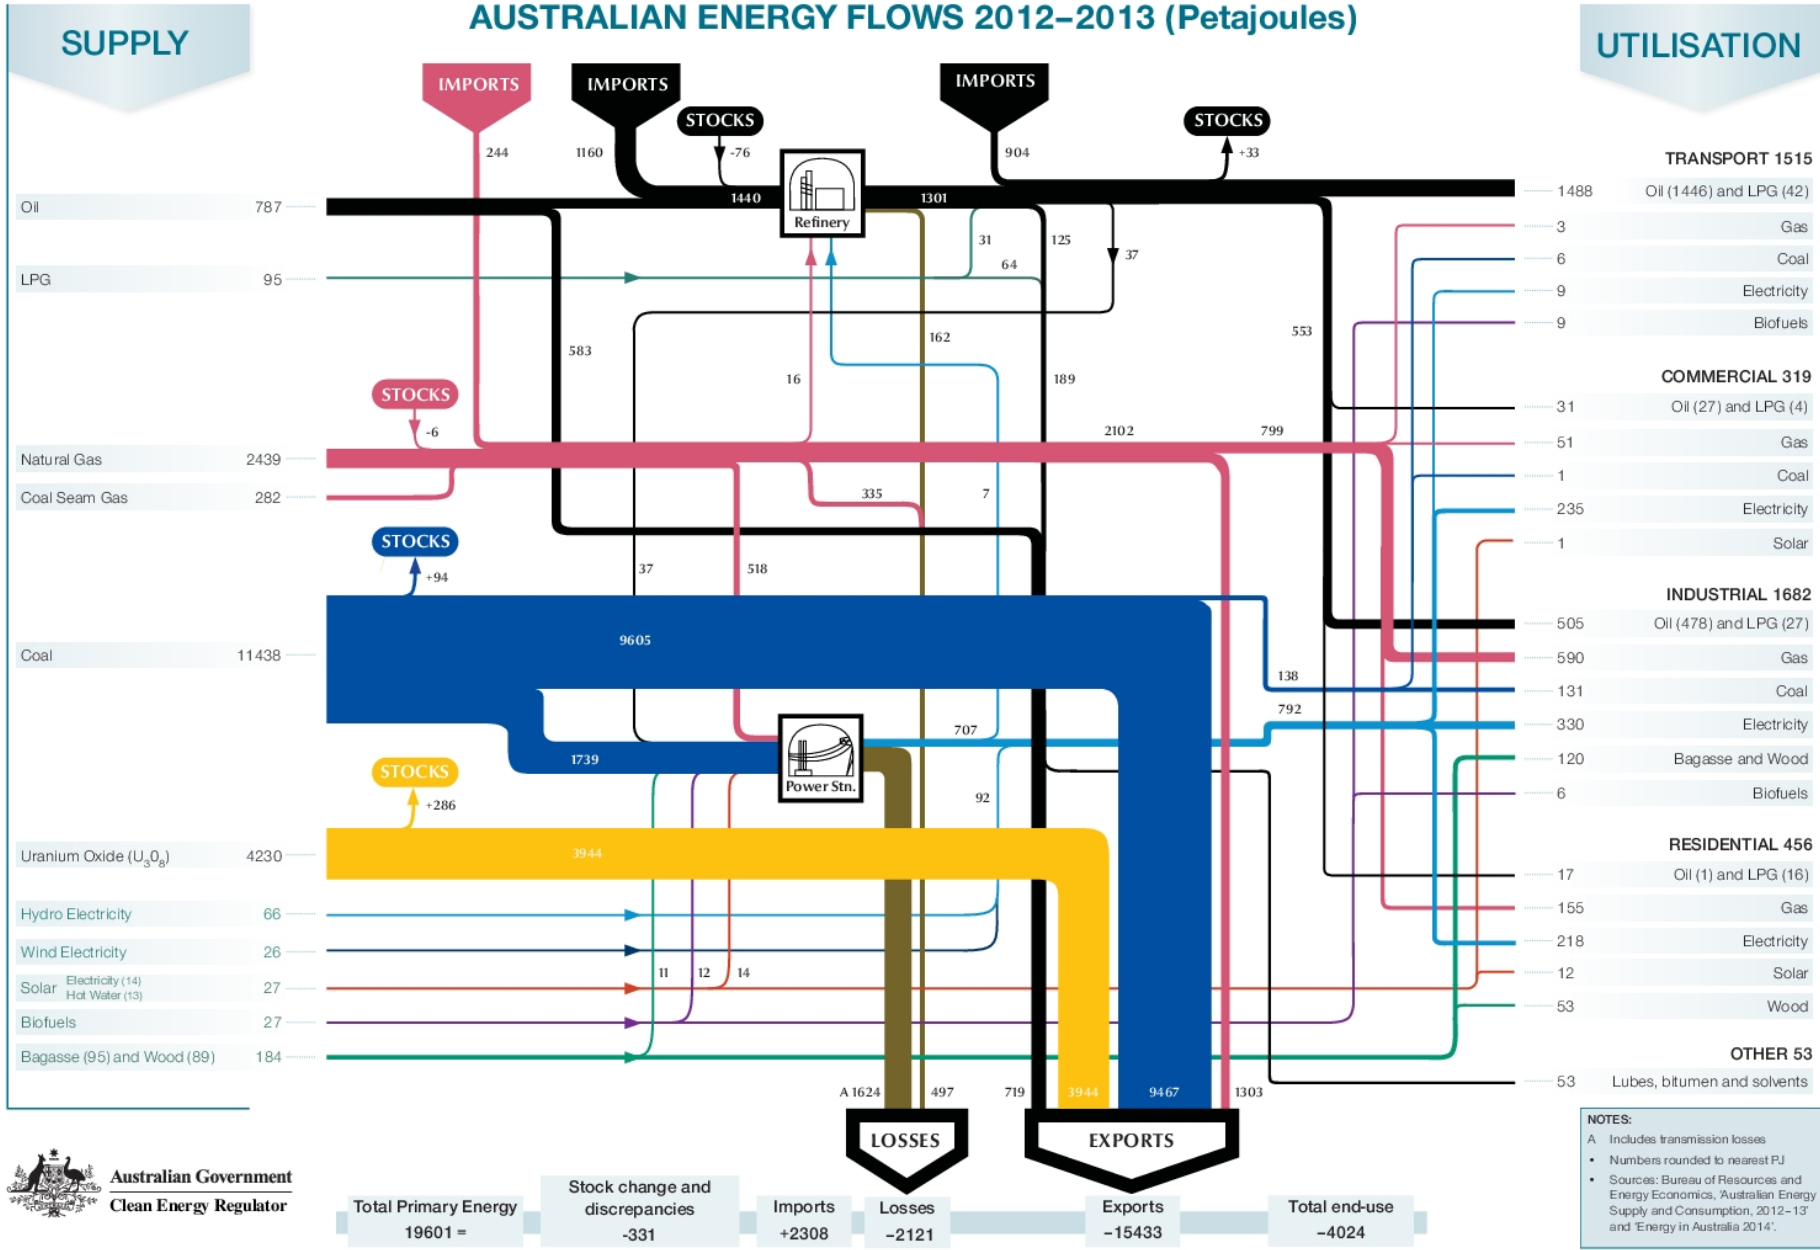 AUSTRALIAN ENERGY FLOWS 2012–2013 (Petajoules)
SUPPLY
UTILISATION
IMPORTS
IMPORTS
IMPORTS
STOCKS
STOCKS
244
1160
-76
904
+33
Oil 787
1440
Refinery
1301
31
125
37
64
LPG 95
583
162
553
16
189
STOCKS
-6
2102
799
Natural Gas 2439
Coal Seam Gas 282
335
7
STOCKS
+94
37
518
9605
Coal 11438
138
792
707
1739
Power Stn.
STOCKS
+286
92
3944
Uranium Oxide (U3O8) 4230
Hydro Electricity 66
Wind Electricity 26
Solar Electricity (14) Hot Water (13) 27
11
12
14
Biofuels 27
Bagasse (95) and Wood (89) 184
A 1624
497
719
3944
9467
1303
LOSSES
EXPORTS
TRANSPORT 1515
1488 Oil (1446) and LPG (42)
3 Gas
6 Coal
9 Electricity
9 Biofuels
COMMERCIAL 319
31 Oil (27) and LPG (4)
51 Gas
1 Coal
235 Electricity
1 Solar
INDUSTRIAL 1682
505 Oil (478) and LPG (27)
590 Gas
131 Coal
330 Electricity
120 Bagasse and Wood
6 Biofuels
RESIDENTIAL 456
17 Oil (1) and LPG (16)
155 Gas
218 Electricity
12 Solar
53 Wood
OTHER 53
53 Lubes, bitumen and solvents
NOTES:
A Includes transmission losses
• Numbers rounded to nearest PJ
• Sources: Bureau of Resources and
Energy Economics, 'Australian Energy
Supply and Consumption, 2012–13'
and 'Energy in Australia 2014'.
Australian Government
Clean Energy Regulator
Total Primary Energy
19601 =
Stock change and
discrepancies
-331
Imports
+2308
Losses
−2121
Exports
−15433
Total end-use
−4024